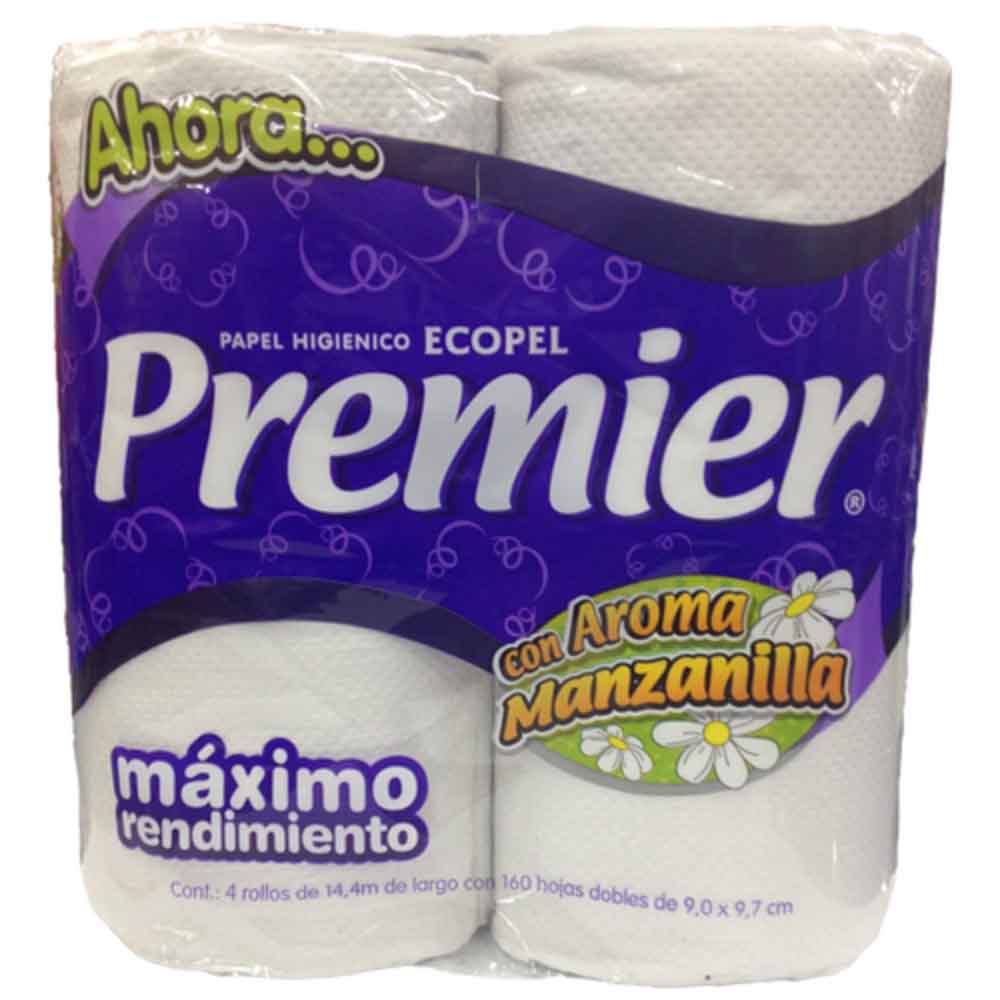 Ahora...
PAPEL HIGIENICO ECOPEL
Premier®
con Aroma
Manzanilla
máximo
rendimiento
Cont.: 4 rollos de 14,4m de largo con 160 hojas dobles de 9,0 x 9,7 cm